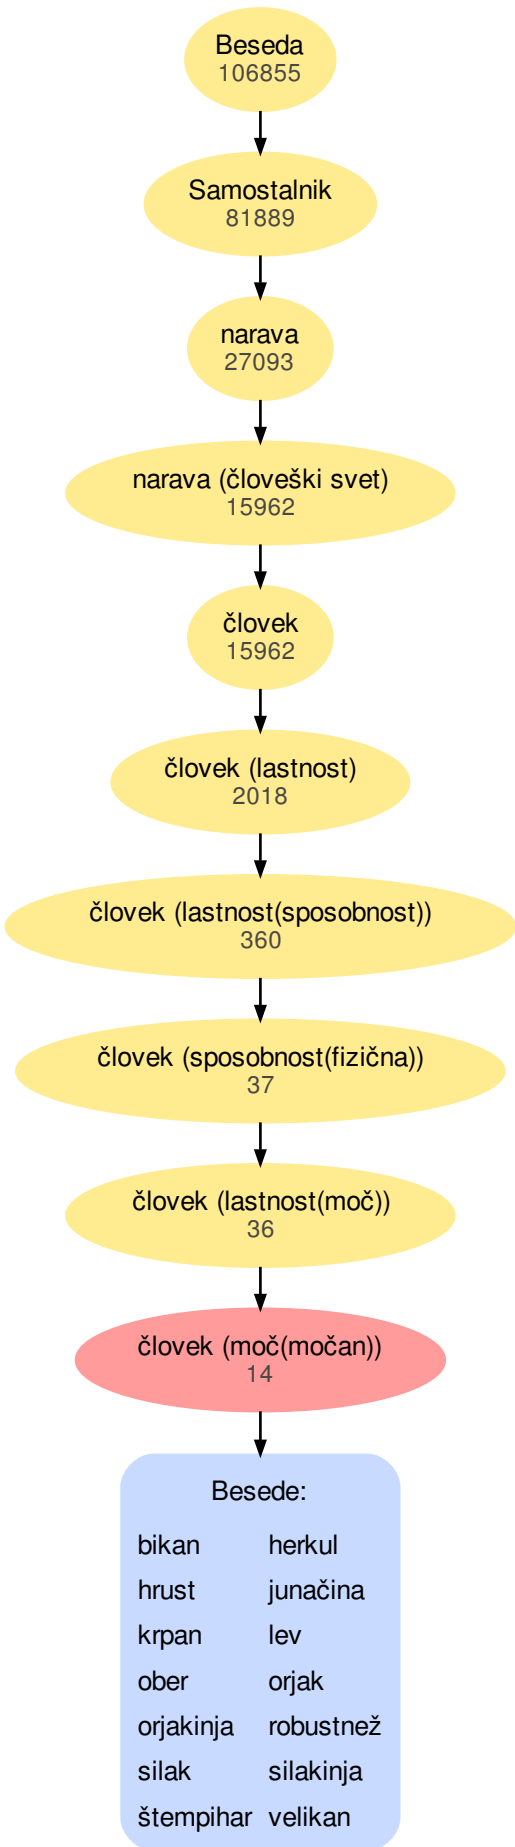 Beseda
106855
Samostalnik
81889
narava
27093
narava (človeški svet)
15962
človek
15962
človek (lastnost)
2018
človek (lastnost(sposobnost))
360
človek (sposobnost(fizična))
37
človek (lastnost(moč))
36
človek (moč(močan))
14
Besede:
bikan herkul
hrust junačina
krpan lev
ober orjak
orjakinja robustnež
silak silakinja
štempihar velikan